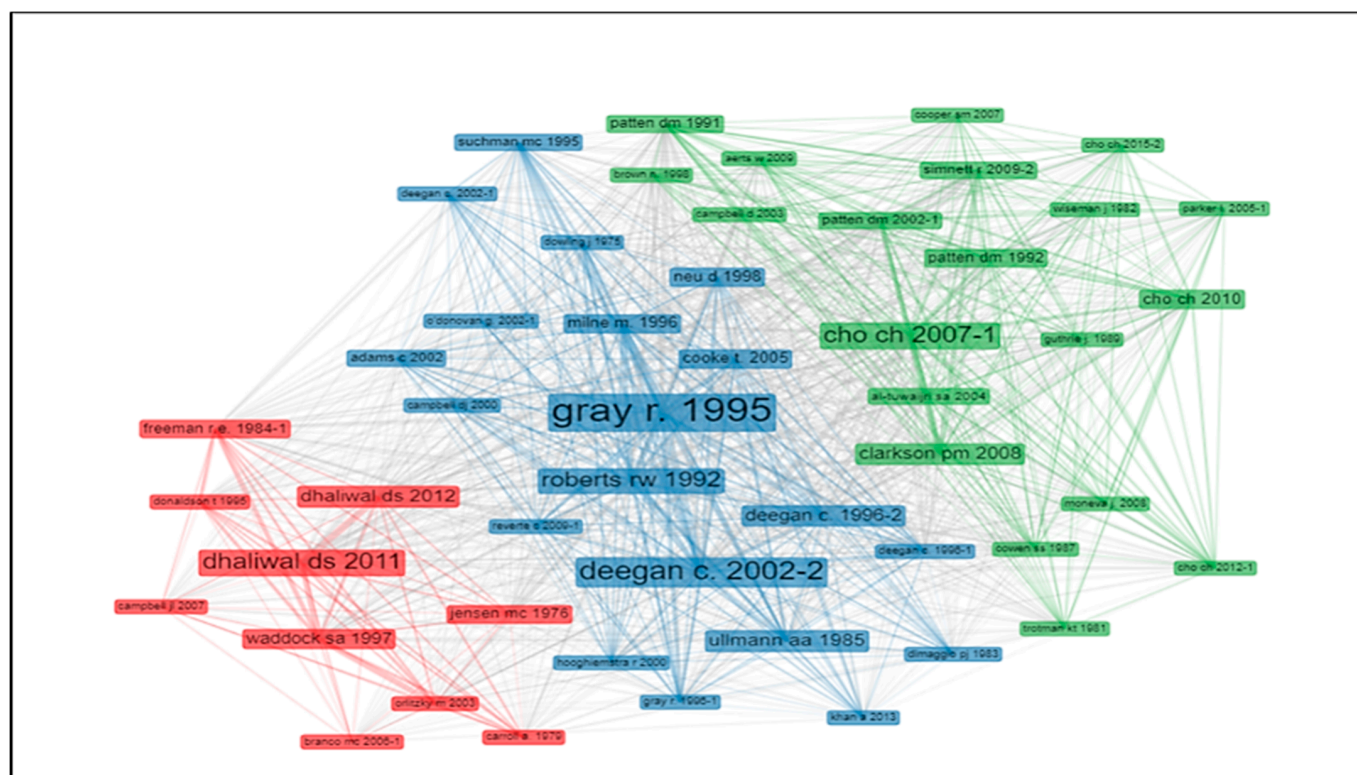 cooper sm 2007
patten dm 1991
suchman mc 1995
cho ch 2015-2
aerts w 2009
simnett r 2009-2
brown n. 1998
deegan c. 2002-1
wiseman j. 1982
parker l. 2005-1
campbell d 2003
patten dm 2002-1
dowling j. 1975
patten dm 1992
neu d 1998
cho ch 2010
o'donovan g. 2002-1
milne m. 1996
cho ch 2007-1
guthrie j. 1989
adams c 2002
cooke t. 2005
al-tuwaijri sa 2004
campbell dj 2000
gray r. 1995
freeman r.e. 1984-1
clarkson pm 2008
roberts rw 1992
dhaliwal ds 2012
donaldson t 1995
moneva j. 2008
deegan c. 1996-2
reverte c 2009-1
cowen ss 1987
deegan c. 1996-1
dhaliwal ds 2011
deegan c. 2002-2
cho ch 2012-1
campbell jl 2007
jensen mc 1976
trotman kt 1981
waddock sa 1997
ullmann aa 1985
dimaggio pj 1983
hooghiemstra r 2000
orlitzky m 2003
gray r. 1995-1
khan a 2013
carroll a. 1979
branco mc 2006-1